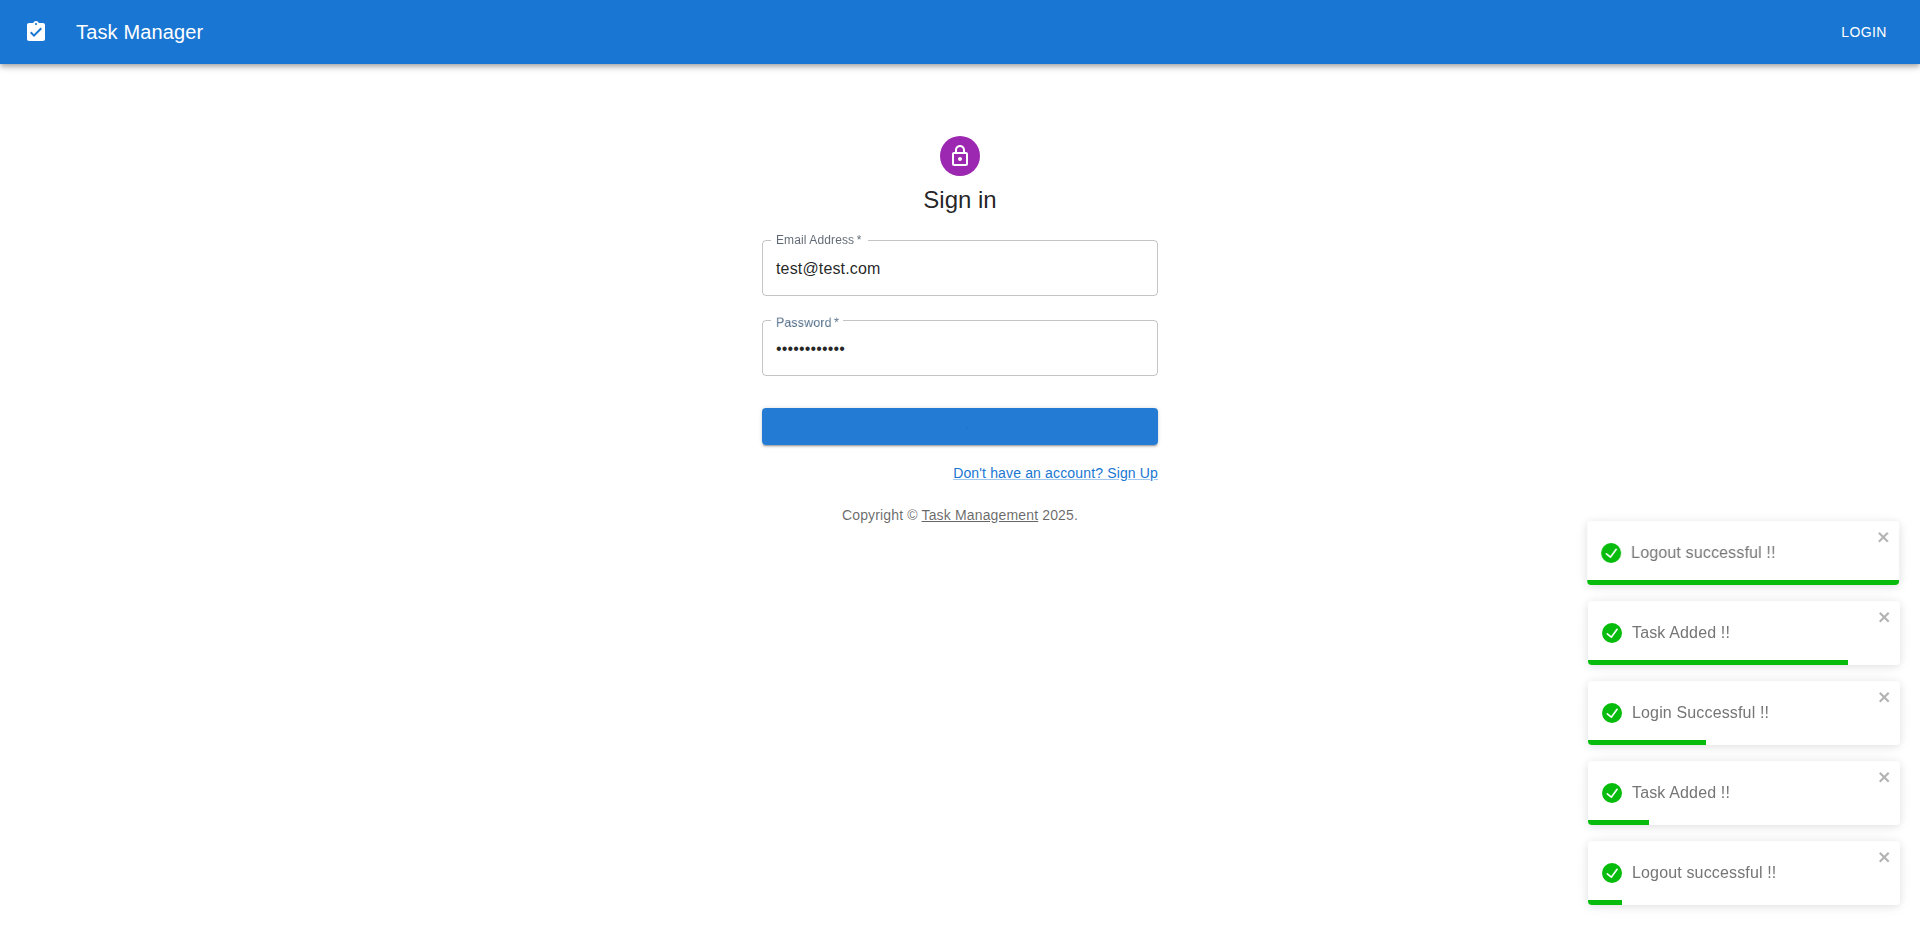 Task Manager
LOGIN
Sign in
Email Address *
test@test.com
Password *
••••••••••••
Don't have an account? Sign Up
Copyright © Task Management 2025.
Logout successful !!
Task Added !!
Login Successful !!
Task Added !!
Logout successful !!